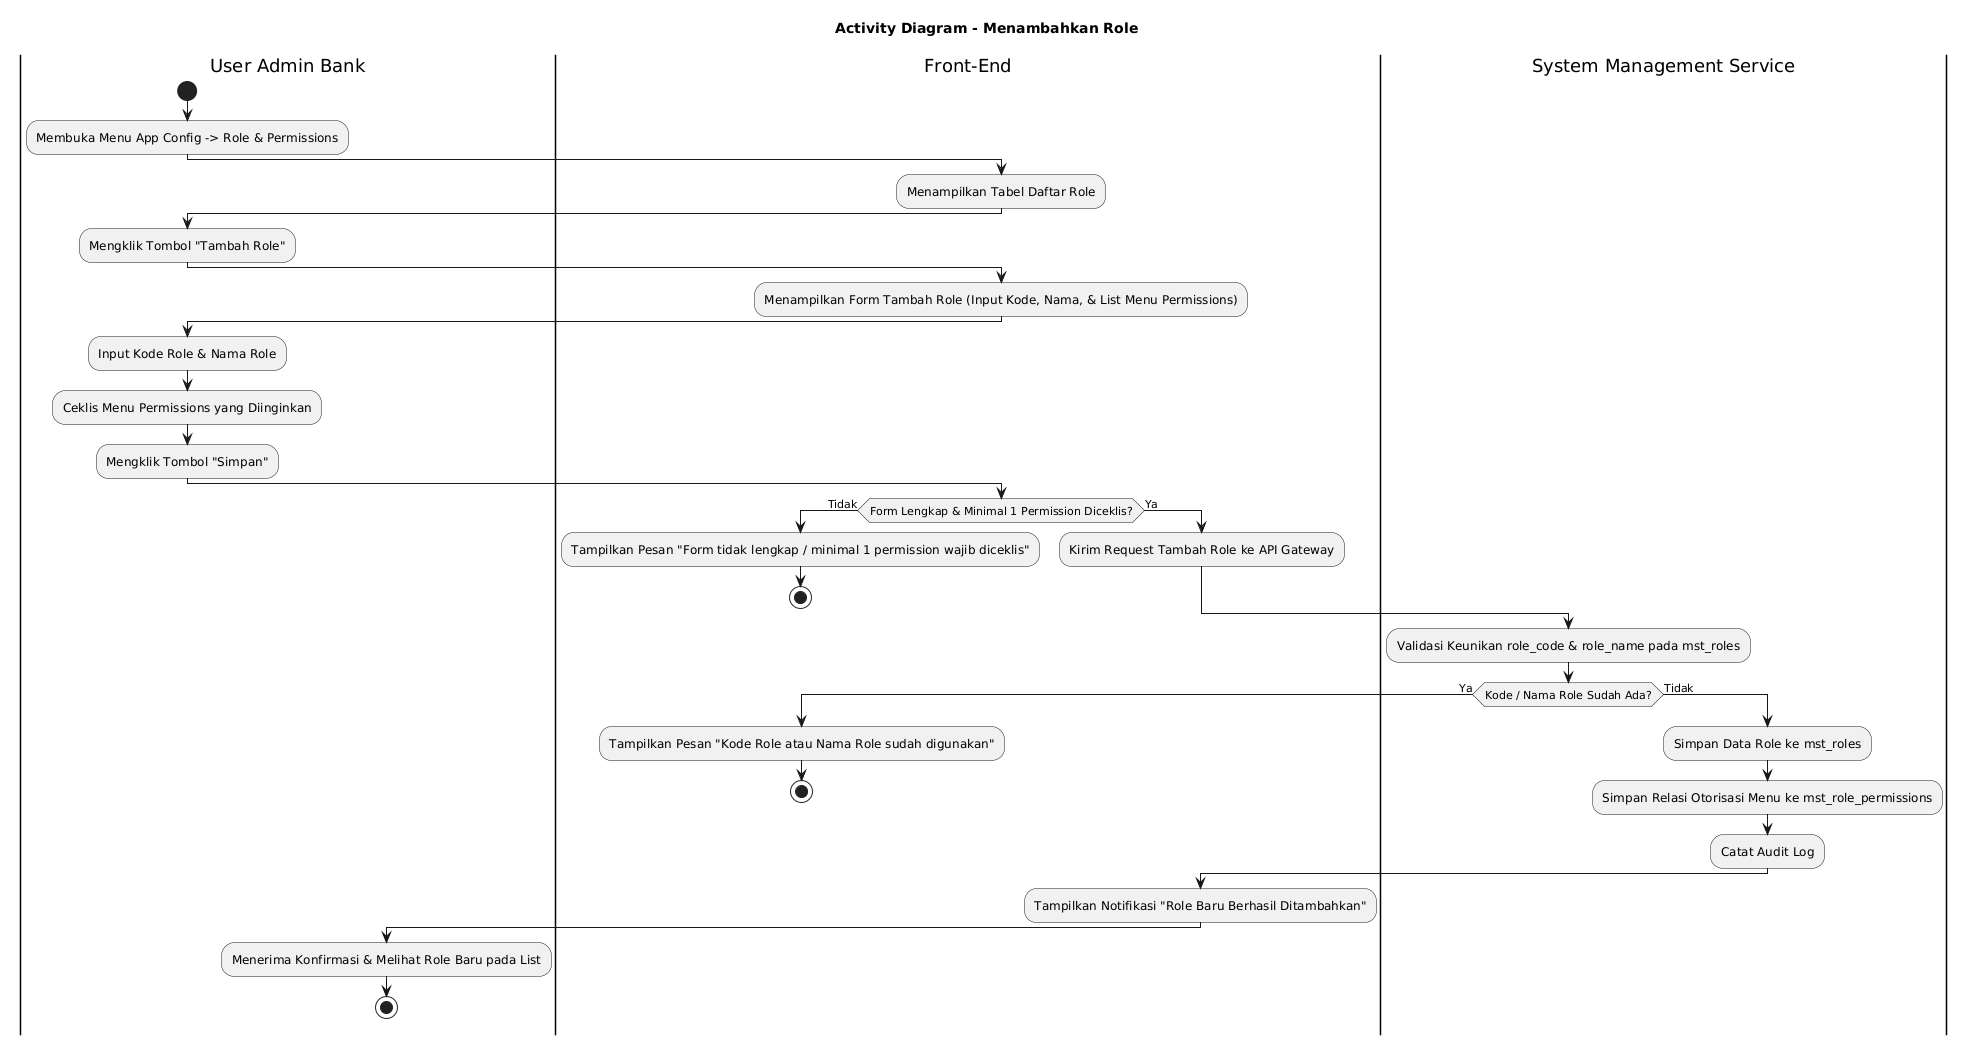 Activity Diagram - Menambahkan Role
User Admin Bank
Front-End
System Management Service
Membuka Menu App Config -> Role & Permissions
Menampilkan Tabel Daftar Role
Mengklik Tombol "Tambah Role"
Menampilkan Form Tambah Role (Input Kode, Nama, & List Menu Permissions)
Input Kode Role & Nama Role
Ceklis Menu Permissions yang Diinginkan
Mengklik Tombol "Simpan"
Tidak
Form Lengkap & Minimal 1 Permission Diceklis?
Ya
Tampilkan Pesan "Form tidak lengkap / minimal 1 permission wajib diceklis"
Kirim Request Tambah Role ke API Gateway
Validasi Keunikan role_code & role_name pada mst_roles
Ya
Kode / Nama Role Sudah Ada?
Tidak
Tampilkan Pesan "Kode Role atau Nama Role sudah digunakan"
Simpan Data Role ke mst_roles
Simpan Relasi Otorisasi Menu ke mst_role_permissions
Catat Audit Log
Tampilkan Notifikasi "Role Baru Berhasil Ditambahkan"
Menerima Konfirmasi & Melihat Role Baru pada List